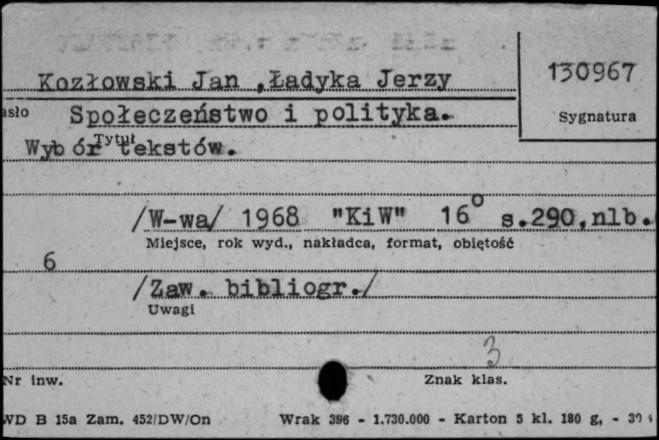 Kozłowski Jan ,Ładyka Jerzy
130967
asło Społeczeństwo i polityka.
Sygnatura
Tytuł
Wybór tekstów.
/W-wa/ 1968 "KiW" 16° s.290,nlb.
Miejsce, rok wyd., nakładca, format, obiętość
6
/Zaw. bibliogr./
Uwagi
3
Nr inw.
Znak klas.
WD B 15a Zam. 452/DW/On Wrak 396 - 1.730.000 - Karton 5 kl. 180 g. -